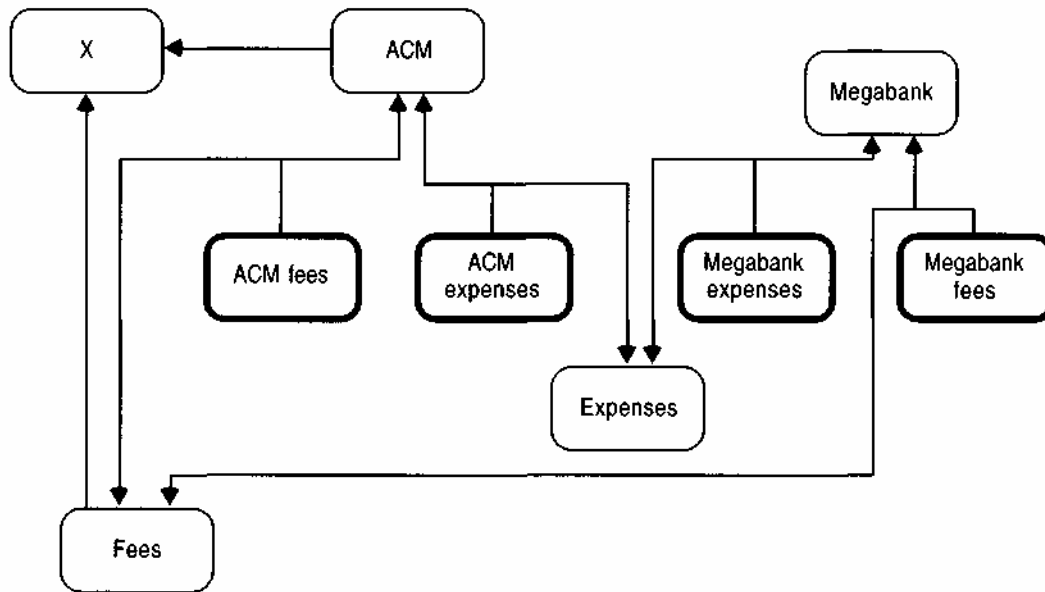 X
ACM
Megabank
ACM fees
ACM
expenses
Megabank
expenses
Megabank
fees
Expenses
Fees